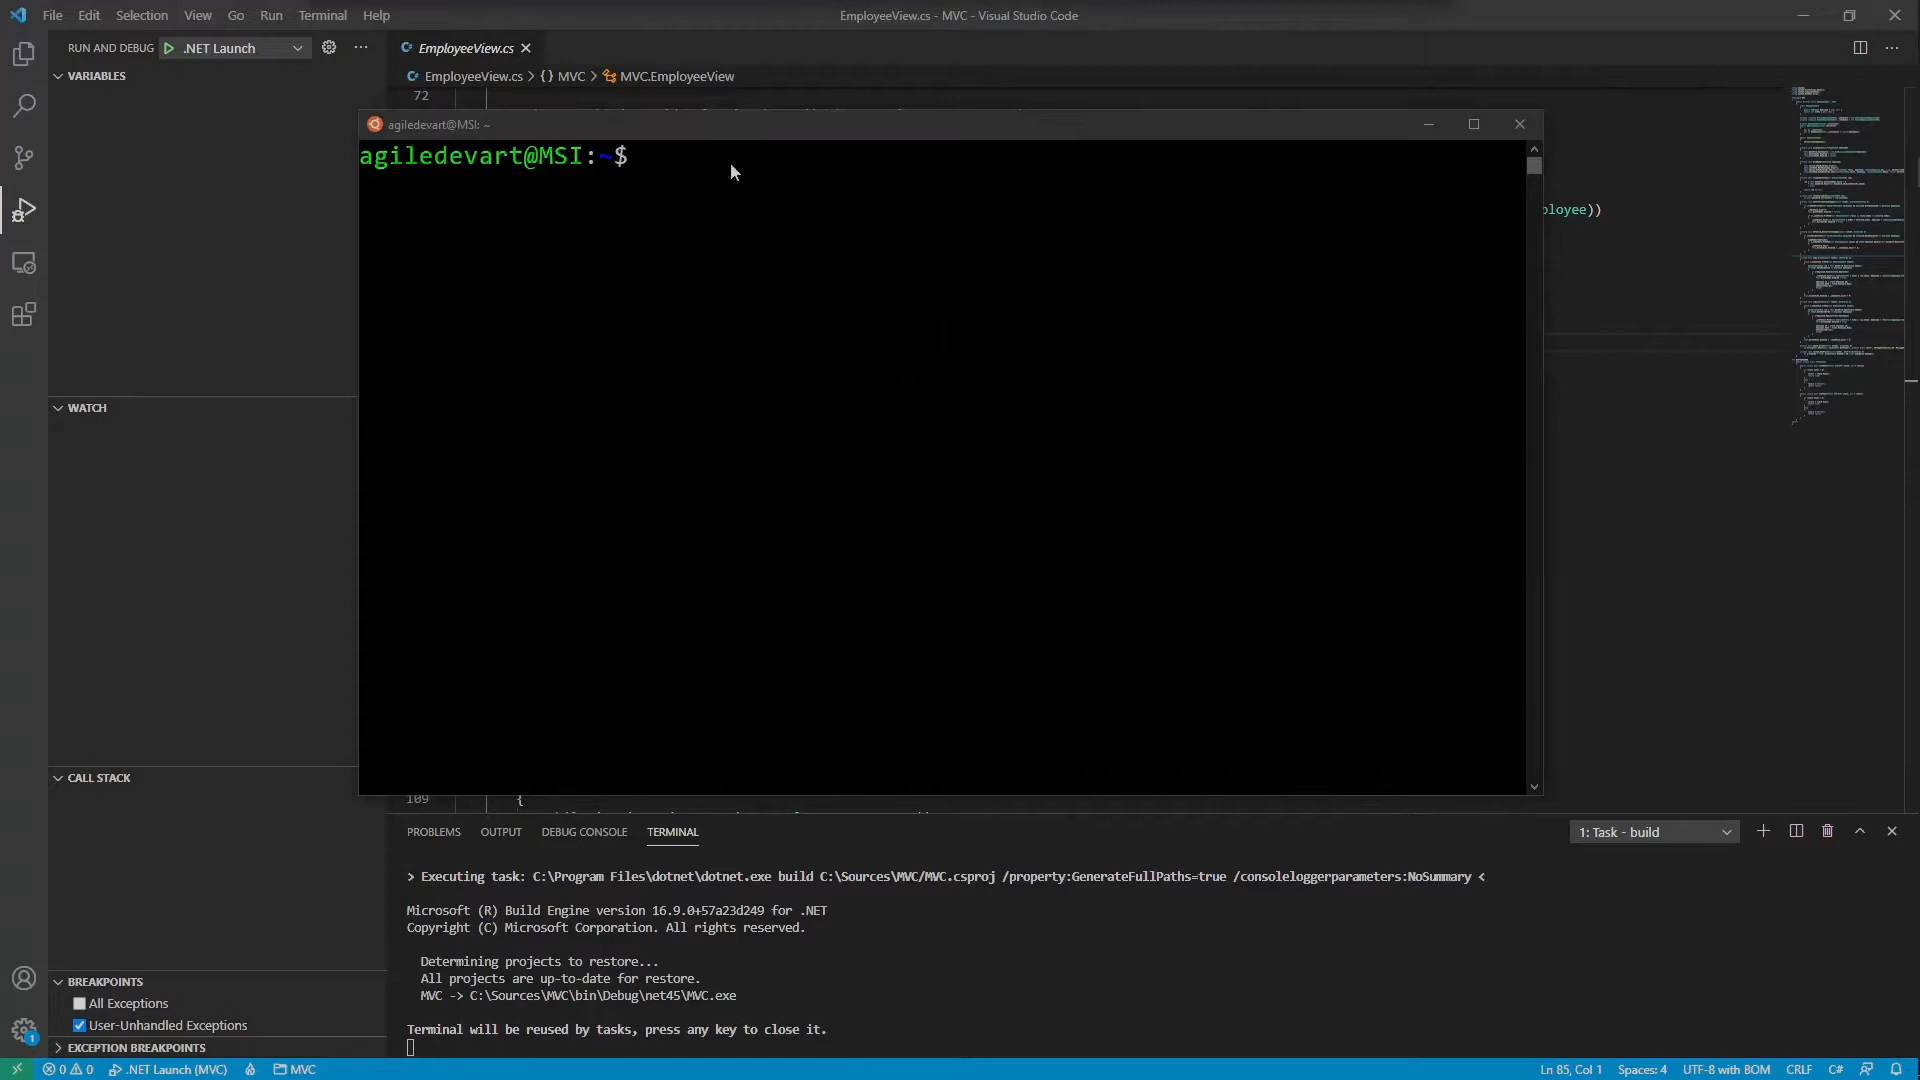 File Edit Selection View Go Run Terminal Help
EmployeeView.cs - MVC - Visual Studio Code
RUN AND DEBUG .NET Launch
EmployeeView.cs
VARIABLES
EmployeeView.cs > {} MVC > MVC.EmployeeView
72
agiledevart@MSI: ~
agiledevart@MSI:~$
ployee))
WATCH
CALL STACK
109 {
PROBLEMS OUTPUT DEBUG CONSOLE TERMINAL
1: Task - build
> Executing task: C:\Program Files\dotnet\dotnet.exe build C:\Sources\MVC/MVC.csproj /property:GenerateFullPaths=true /consoleloggerparameters:NoSummary <
Microsoft (R) Build Engine version 16.9.0+57a23d249 for .NET
Copyright (C) Microsoft Corporation. All rights reserved.
Determining projects to restore...
All projects are up-to-date for restore.
MVC -> C:\Sources\MVC\bin\Debug\net45\MVC.exe
Terminal will be reused by tasks, press any key to close it.
BREAKPOINTS
All Exceptions
User-Unhandled Exceptions
EXCEPTION BREAKPOINTS
1
0 0 .NET Launch (MVC) MVC
Ln 85, Col 1 Spaces: 4 UTF-8 with BOM CRLF C#